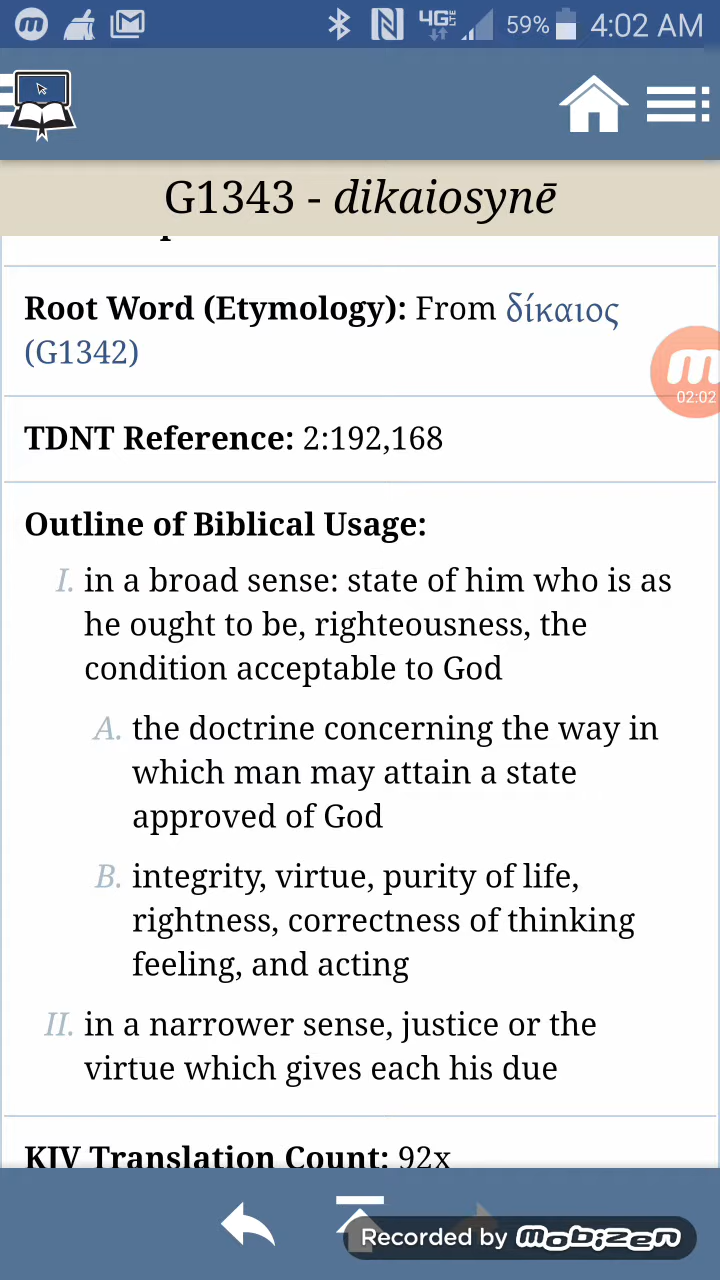 59% 4:02 AM
G1343 - dikaiosynē
Root Word (Etymology): From δίκαιος
(G1342)
02:02
TDNT Reference: 2:192,168
Outline of Biblical Usage:
I. in a broad sense: state of him who is as
he ought to be, righteousness, the
condition acceptable to God
A. the doctrine concerning the way in
which man may attain a state
approved of God
B. integrity, virtue, purity of life,
rightness, correctness of thinking
feeling, and acting
II. in a narrower sense, justice or the
virtue which gives each his due
KJV Translation Count: 92x
Recorded by mobizen